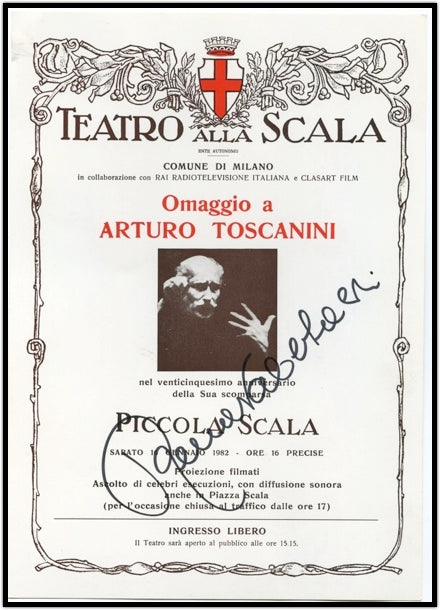 TEATRO ALLA SCALA
ENTE AUTONOMO
COMUNE DI MILANO
in collaborazione con RAI RADIOTELEVISIONE ITALIANA e CLASART FILM
Omaggio a
ARTURO TOSCANINI
nel venticinquesimo anniversario
della Sua scomparsa
PICCOLA SCALA
SABATO 16 GENNAIO 1982 - ORE 16 PRECISE
Proiezione filmati
Ascolto di celebri esecuzioni, con diffusione sonora
anche in Piazza Scala
(per l'occasione chiusa al traffico dalle ore 17)
INGRESSO LIBERO
Il Teatro sarà aperto al pubblico alle ore 15.15.